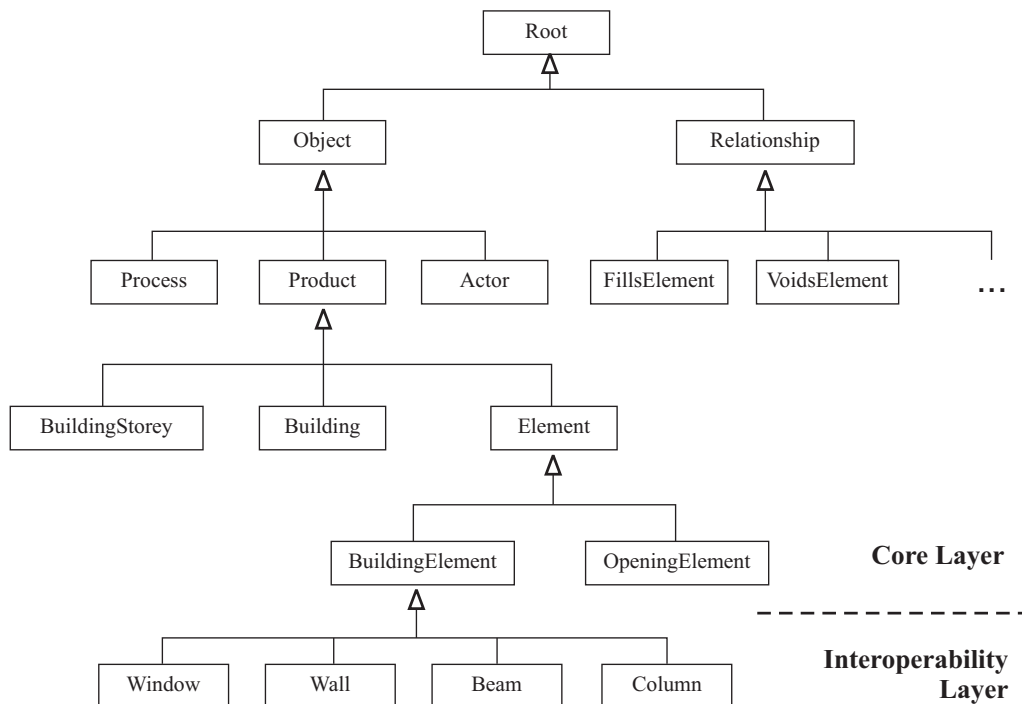 Root
Object
Relationship
Process
Product
Actor
FillsElement
VoidsElement
...
BuildingStorey
Building
Element
BuildingElement
OpeningElement
Core Layer
Interoperability
Layer
Window
Wall
Beam
Column